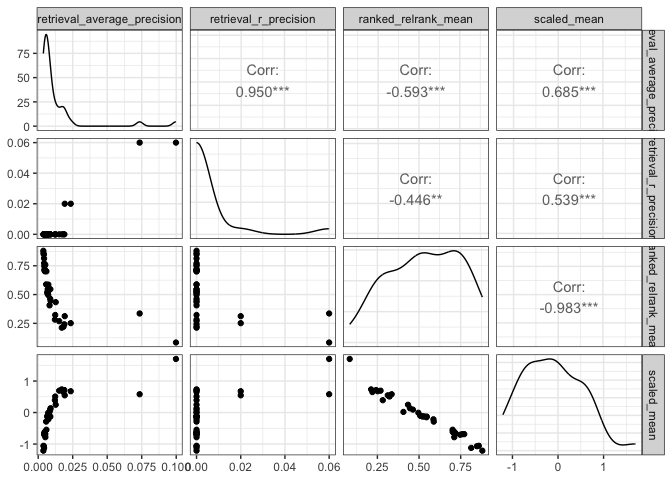 retrieval_average_precision retrieval_r_precision ranked_relrank_mean scaled_mean
75
50
25
0
Corr:
0.950***
Corr:
-0.593***
Corr:
0.685***
eval_average_preci
0.06
0.04
0.02
0.00
Corr:
-0.446**
Corr:
0.539***
etrieval_r_precision
0.75
0.50
0.25
Corr:
-0.983***
anked_relrank_mea
1
0
-1
scaled_mean
0.000 0.025 0.050 0.075 0.100 0.00 0.02 0.04 0.06 0.25 0.50 0.75 -1 0 1